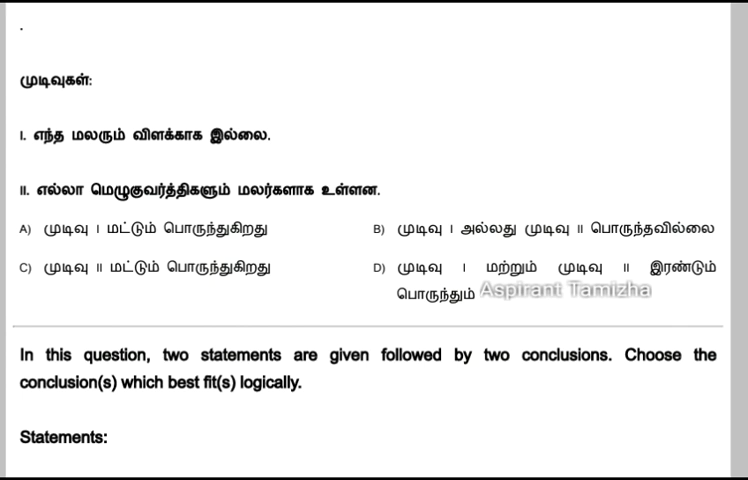 .
முடிவுகள்:
I. எந்த மலரும் விளக்காக இல்லை.
II. எல்லா மெழுகுவர்த்திகளும் மலர்களாக உள்ளன.
A) முடிவு I மட்டும் பொருந்துகிறது
B) முடிவு I அல்லது முடிவு II பொருந்தவில்லை
C) முடிவு II மட்டும் பொருந்துகிறது
D) முடிவு I மற்றும் முடிவு II இரண்டும்
பொருந்தும்
Aspirant Tamizha
In this question, two statements are given followed by two conclusions. Choose the
conclusion(s) which best fit(s) logically.
Statements: